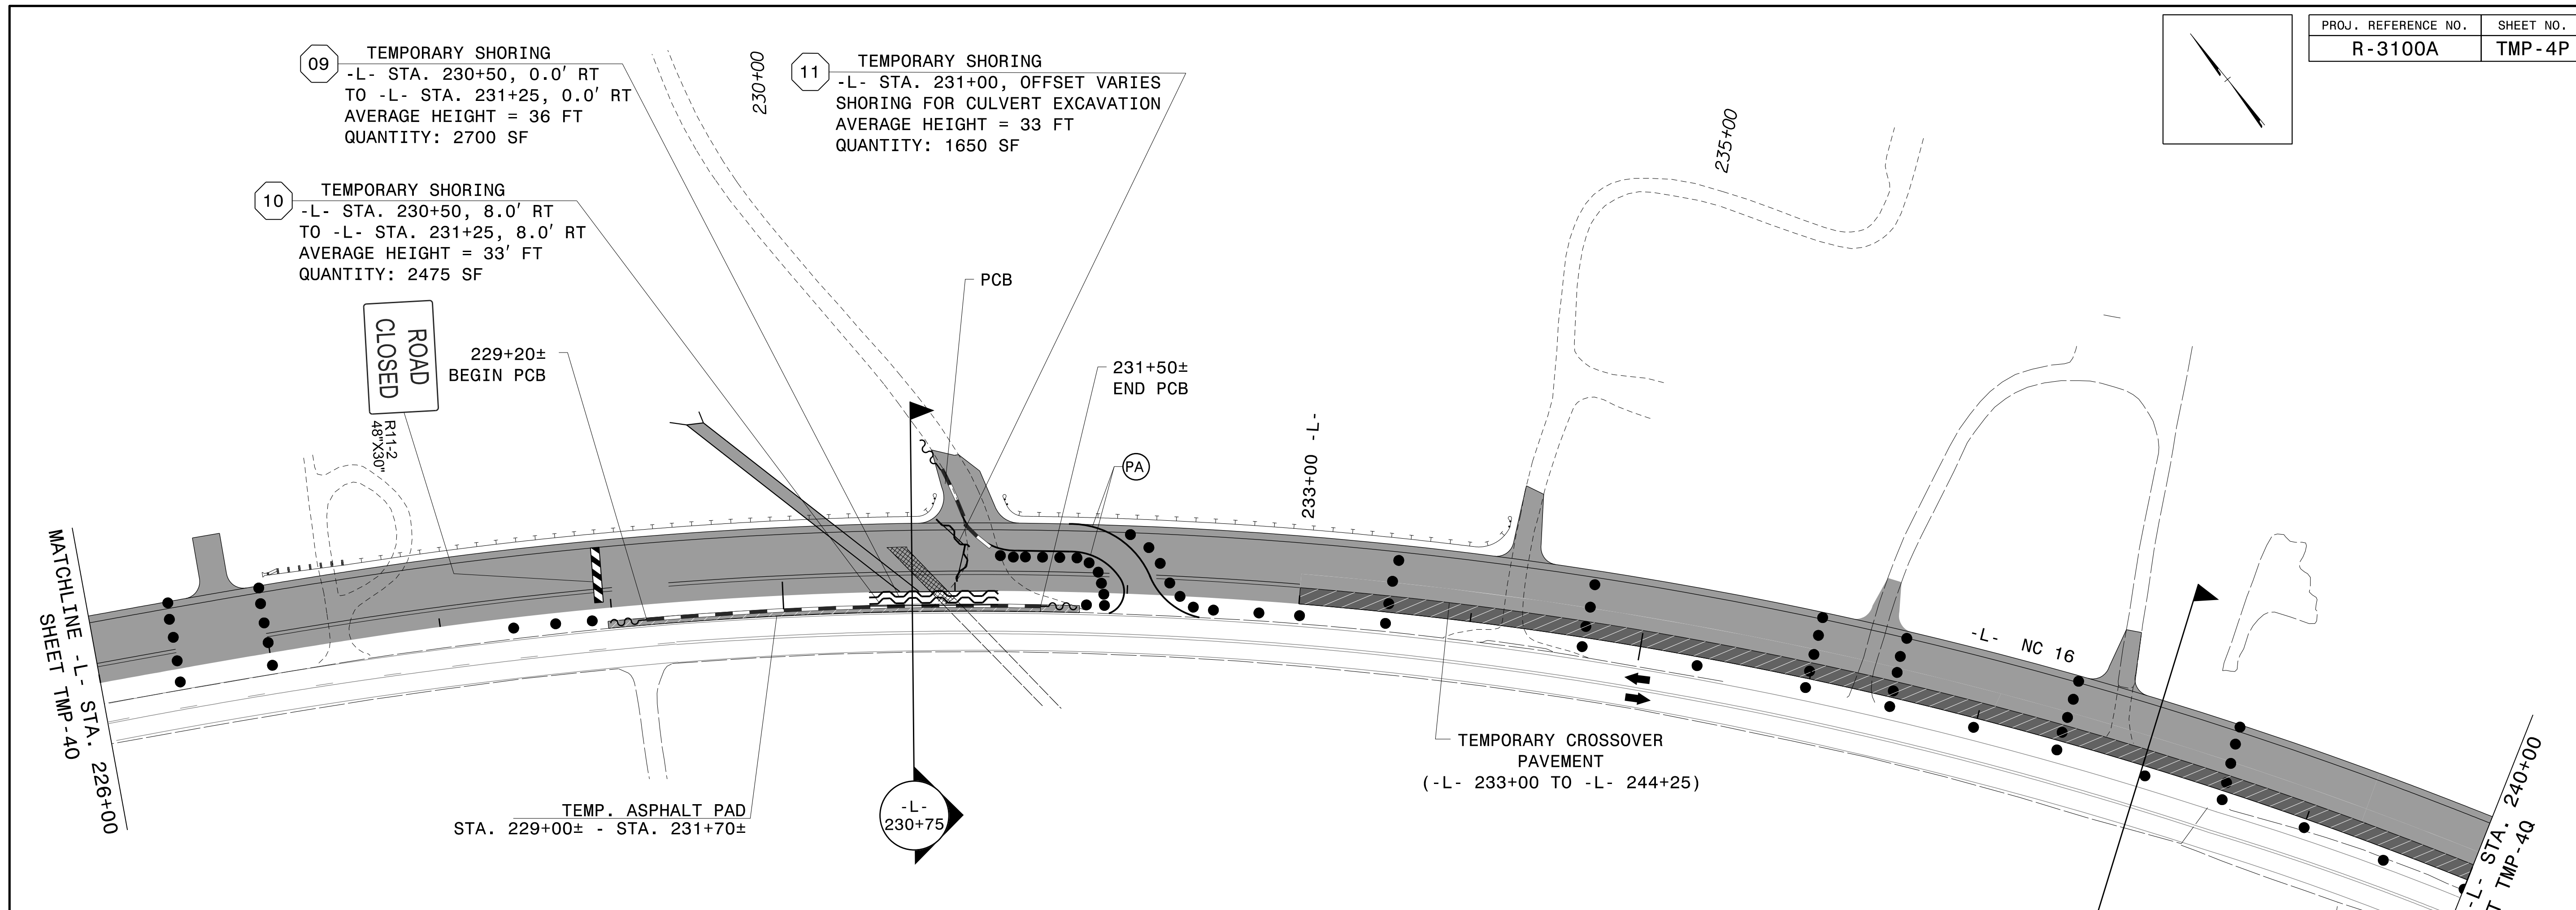 PROJ. REFERENCE NO.
SHEET NO.
R-3100A
TMP-4P
09
TEMPORARY SHORING
-L- STA. 230+50, 0.0' RT
TO -L- STA. 231+25, 0.0' RT
AVERAGE HEIGHT = 36 FT
QUANTITY: 2700 SF
230+00
11
TEMPORARY SHORING
-L- STA. 231+00, OFFSET VARIES
SHORING FOR CULVERT EXCAVATION
AVERAGE HEIGHT = 33 FT
QUANTITY: 1650 SF
235+00
10
TEMPORARY SHORING
-L- STA. 230+50, 8.0' RT
TO -L- STA. 231+25, 8.0' RT
AVERAGE HEIGHT = 33' FT
QUANTITY: 2475 SF
PCB
ROAD
CLOSED
R11-2
48"X30"
229+20±
BEGIN PCB
231+50±
END PCB
PA
233+00 -L-
MATCHLINE -L- STA. 226+00
SHEET TMP-40
-L- NC 16
TEMPORARY CROSSOVER
PAVEMENT
(-L- 233+00 TO -L- 244+25)
TEMP. ASPHALT PAD
STA. 229+00± - STA. 231+70±
-L-
230+75
-L- STA. 240+00
TMP-4Q